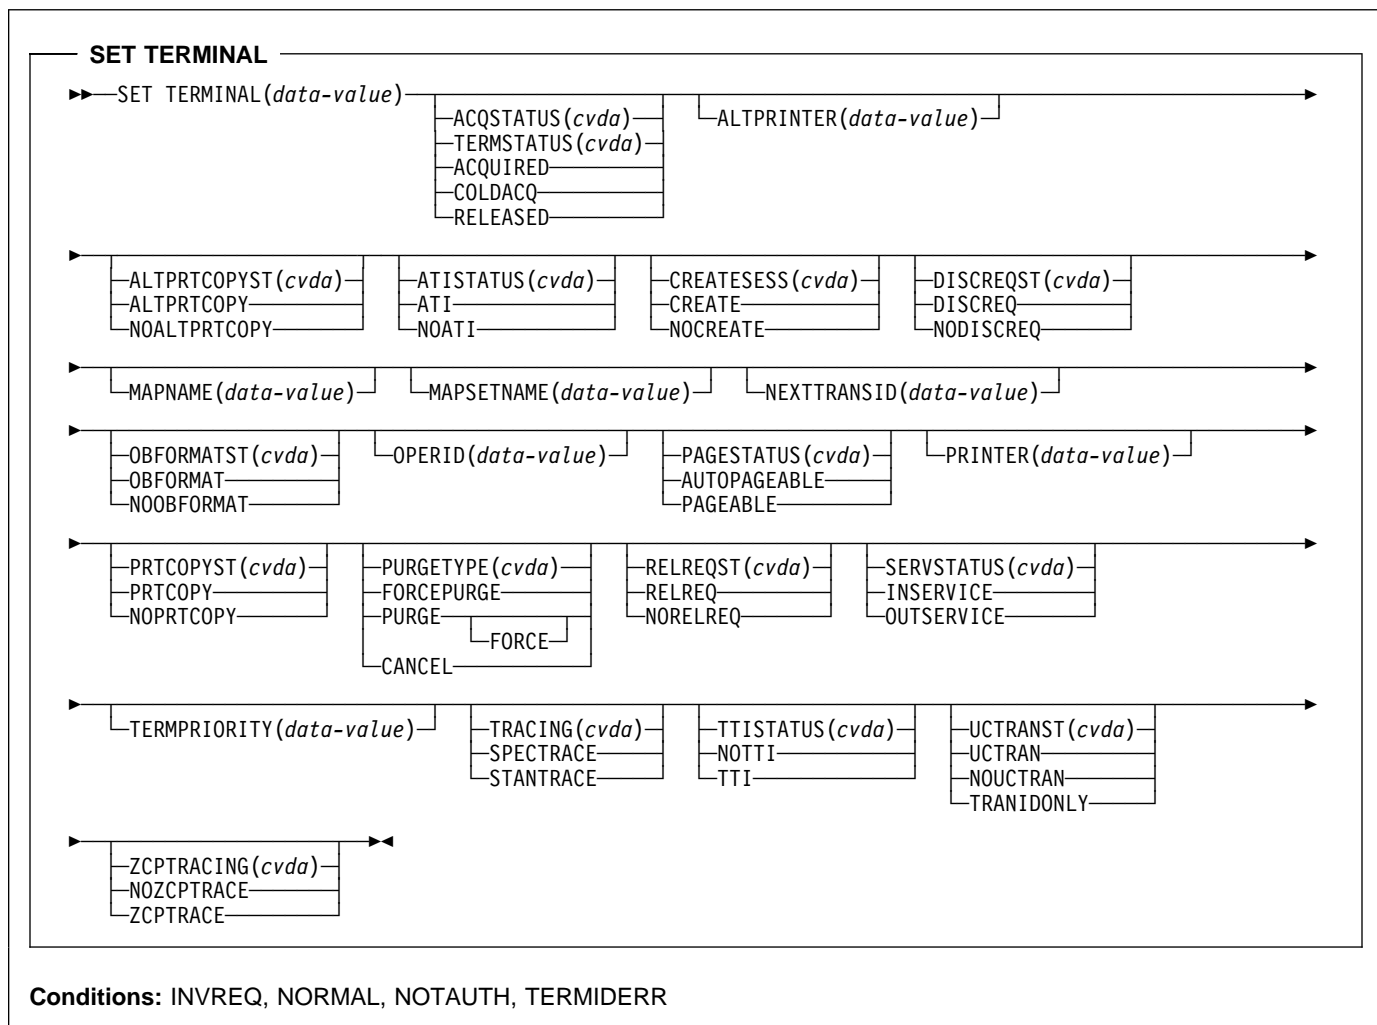 SET TERMINAL
SET TERMINAL(data-value)
ACQSTATUS(cvda)
TERMSTATUS(cvda)
ACQUIRED
COLDACQ
RELEASED
ALTPRINTER(data-value)
ALTPRTCOPYST(cvda)
ALTPRTCOPY
NOALTPRTCOPY
ATISTATUS(cvda)
ATI
NOATI
CREATESESS(cvda)
CREATE
NOCREATE
DISCREQST(cvda)
DISCREQ
NODISCREQ
MAPNAME(data-value)
MAPSETNAME(data-value)
NEXTTRANSID(data-value)
OBFORMATST(cvda)
OBFORMAT
NOOBFORMAT
OPERID(data-value)
PAGESTATUS(cvda)
AUTOPAGEABLE
PAGEABLE
PRINTER(data-value)
PRTCOPYST(cvda)
PRTCOPY
NOPRTCOPY
PURGETYPE(cvda)
FORCEPURGE
PURGE
FORCE
CANCEL
RELREQST(cvda)
RELREQ
NORELREQ
SERVSTATUS(cvda)
INSERVICE
OUTSERVICE
TERMPRIORITY(data-value)
TRACING(cvda)
SPECTRACE
STANTRACE
TTISTATUS(cvda)
NOTTI
TTI
UCTRANST(cvda)
UCTRAN
NOUCTRAN
TRANIDONLY
ZCPTRACING(cvda)
NOZCPTRACE
ZCPTRACE
Conditions: INVREQ, NORMAL, NOTAUTH, TERMIDERR